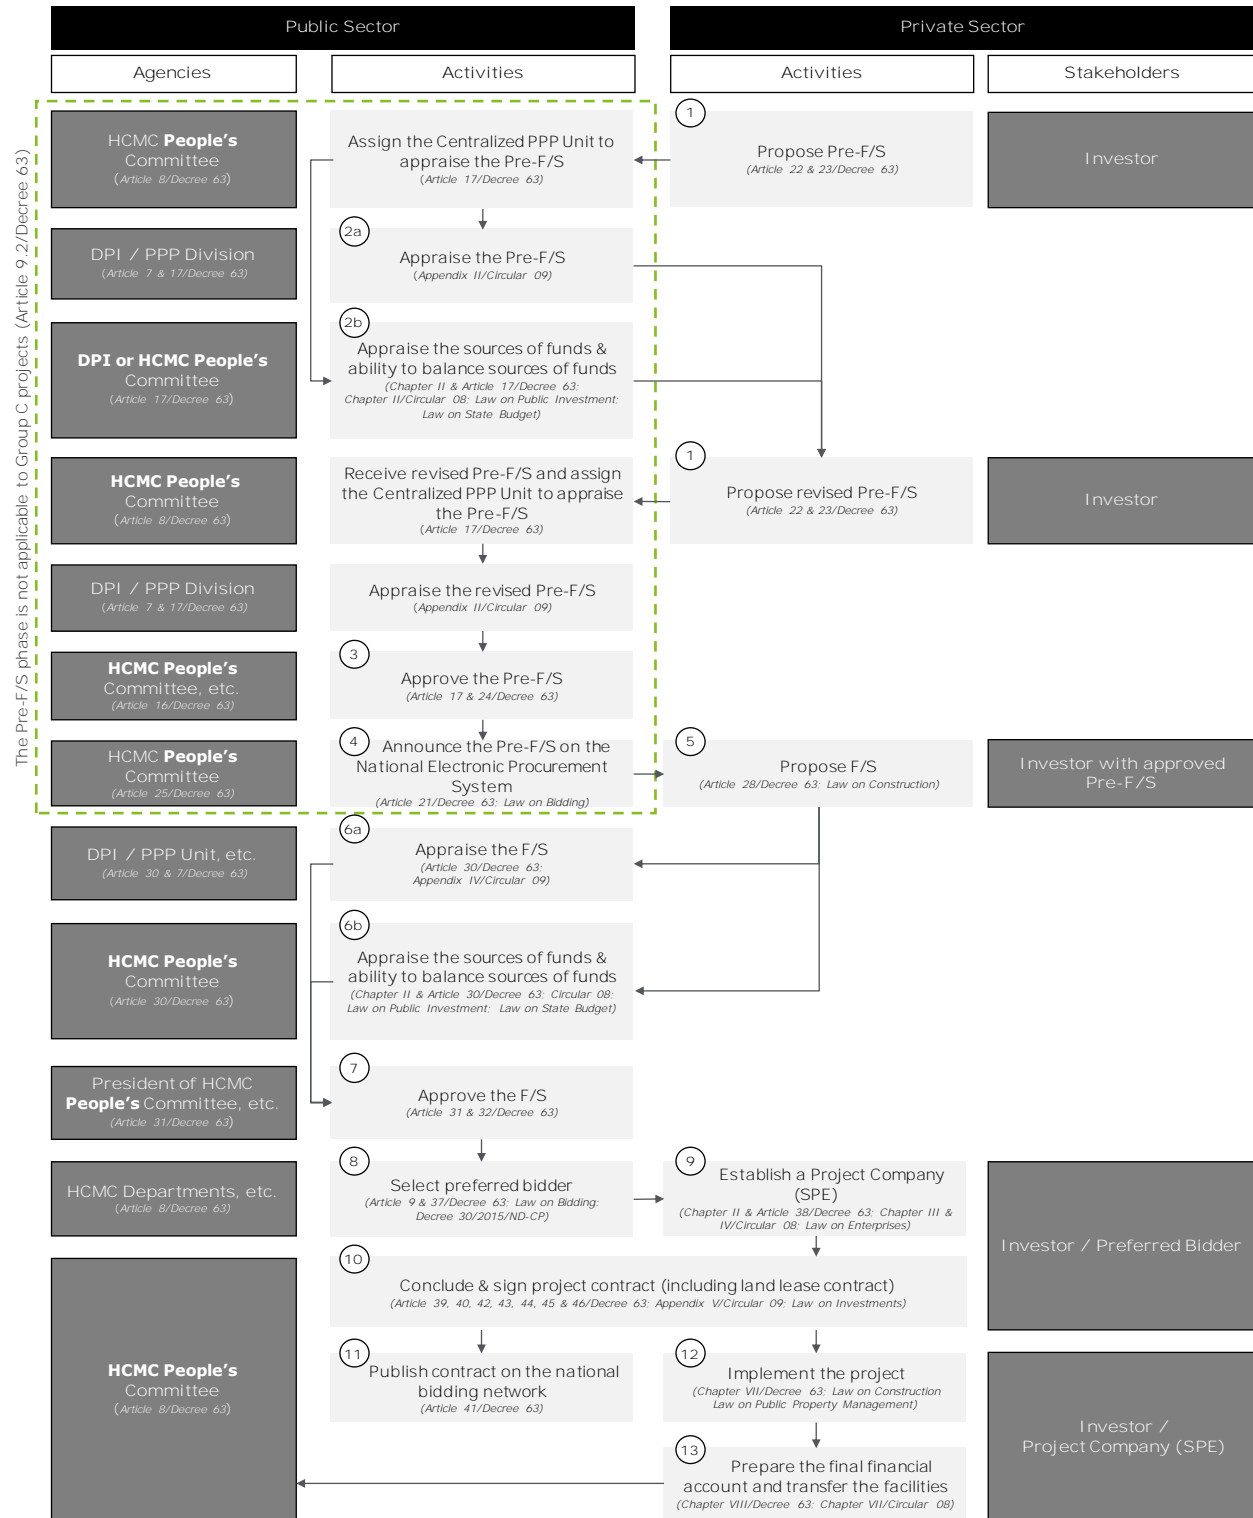 Public Sector
Private Sector
Agencies
Activities
Activities
Stakeholders
The Pre-F/S phase is not applicable to Group C projects (Article 9.2/Decree 63)
HCMC People's
Committee
(Article 8/Decree 63)
Assign the Centralized PPP Unit to
appraise the Pre-F/S
(Article 17/Decree 63)
1
Propose Pre-F/S
(Article 22 & 23/Decree 63)
Investor
DPI / PPP Division
(Article 7 & 17/Decree 63)
2a
Appraise the Pre-F/S
(Appendix II/Circular 09)
DPI or HCMC People's
Committee
(Article 17/Decree 63)
2b
Appraise the sources of funds &
ability to balance sources of funds
(Chapter II & Article 17/Decree 63;
Chapter II/Circular 08; Law on Public Investment;
Law on State Budget)
HCMC People's
Committee
(Article 8/Decree 63)
Receive revised Pre-F/S and assign
the Centralized PPP Unit to appraise
the Pre-F/S
(Article 17/Decree 63)
1
Propose revised Pre-F/S
(Article 22 & 23/Decree 63)
Investor
DPI / PPP Division
(Article 7 & 17/Decree 63)
Appraise the revised Pre-F/S
(Appendix II/Circular 09)
HCMC People's
Committee, etc.
(Article 16/Decree 63)
3
Approve the Pre-F/S
(Article 17 & 24/Decree 63)
HCMC People's
Committee
(Article 25/Decree 63)
4
Announce the Pre-F/S on the
National Electronic Procurement
System
(Article 21/Decree 63; Law on Bidding)
5
Propose F/S
(Article 28/Decree 63; Law on Construction)
Investor with approved
Pre-F/S
DPI / PPP Unit, etc.
(Article 30 & 7/Decree 63)
6a
Appraise the F/S
(Article 30/Decree 63;
Appendix IV/Circular 09)
HCMC People's
Committee
(Article 30/Decree 63)
6b
Appraise the sources of funds &
ability to balance sources of funds
(Chapter II & Article 30/Decree 63; Circular 08;
Law on Public Investment; Law on State Budget)
President of HCMC
People's Committee, etc.
(Article 31/Decree 63)
7
Approve the F/S
(Article 31 & 32/Decree 63)
HCMC Departments, etc.
(Article 8/Decree 63)
8
Select preferred bidder
(Article 9 & 37/Decree 63; Law on Bidding;
Decree 30/2015/ND-CP)
9
Establish a Project Company
(SPE)
(Chapter II & Article 38/Decree 63; Chapter III &
IV/Circular 08; Law on Enterprises)
Investor / Preferred Bidder
10
Conclude & sign project contract (including land lease contract)
(Article 39, 40, 42, 43, 44, 45 & 46/Decree 63; Appendix V/Circular 09; Law on Investments)
HCMC People's
Committee
(Article 8/Decree 63)
11
Publish contract on the national
bidding network
(Article 41/Decree 63)
12
Implement the project
(Chapter VII/Decree 63; Law on Construction
Law on Public Property Management)
Investor /
Project Company (SPE)
13
Prepare the final financial
account and transfer the facilities
(Chapter VIII/Decree 63; Chapter VII/Circular 08)